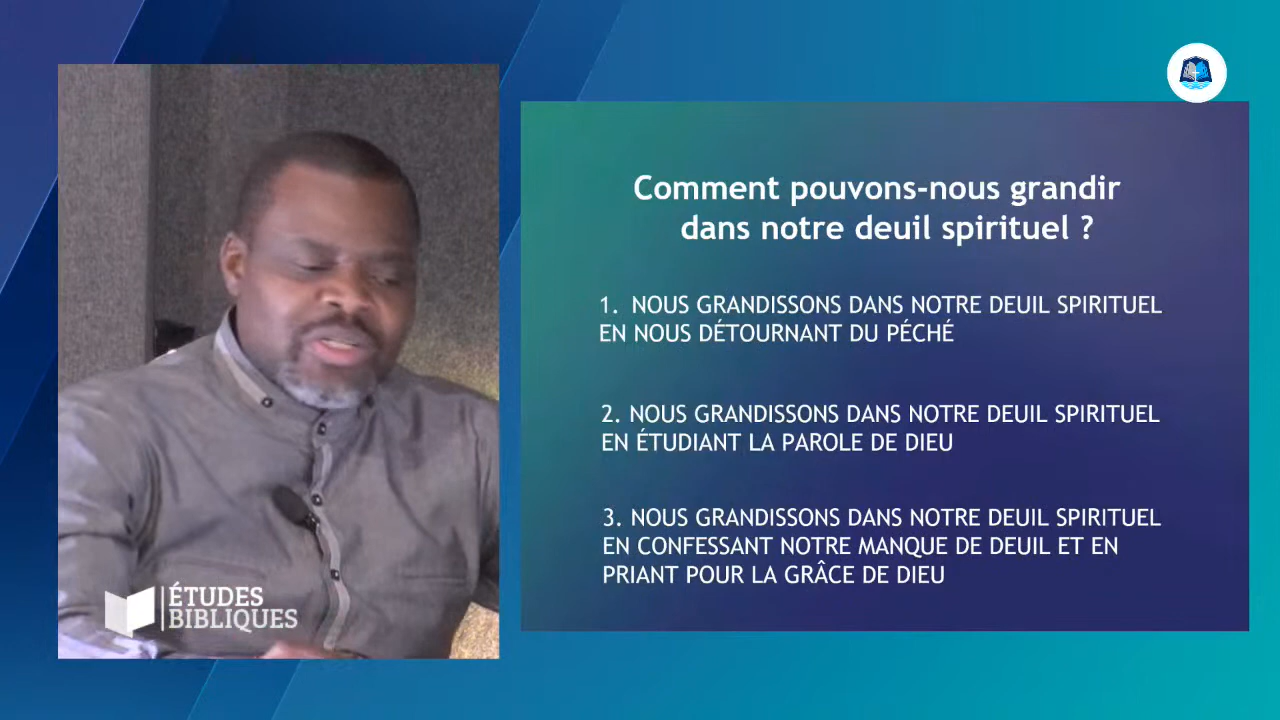 Comment pouvons-nous grandir
dans notre deuil spirituel ?
1. NOUS GRANDISSONS DANS NOTRE DEUIL SPIRITUEL
EN NOUS DÉTOURNANT DU PÉCHÉ
2. NOUS GRANDISSONS DANS NOTRE DEUIL SPIRITUEL
EN ÉTUDIANT LA PAROLE DE DIEU
3. NOUS GRANDISSONS DANS NOTRE DEUIL SPIRITUEL
EN CONFESSANT NOTRE MANQUE DE DEUIL ET EN
PRIANT POUR LA GRÂCE DE DIEU
ÉTUDES
BIBLIQUES